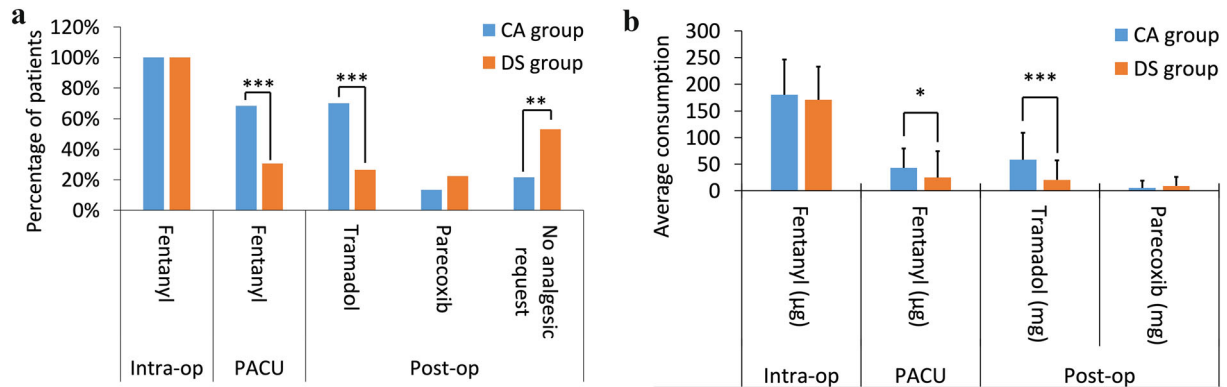 a
Percentage of patients
120%
100%
80%
60%
40%
20%
0%
CA group
DS group
***
***
**
Fentanyl
Fentanyl
Tramadol
Parecoxib
No analgesic
request
Intra-op
PACU
Post-op
b
Average consumption
300
250
200
150
100
50
0
CA group
DS group
*
***
Fentanyl (µg)
Fentanyl (µg)
Tramadol (mg)
Parecoxib (mg)
Intra-op
PACU
Post-op